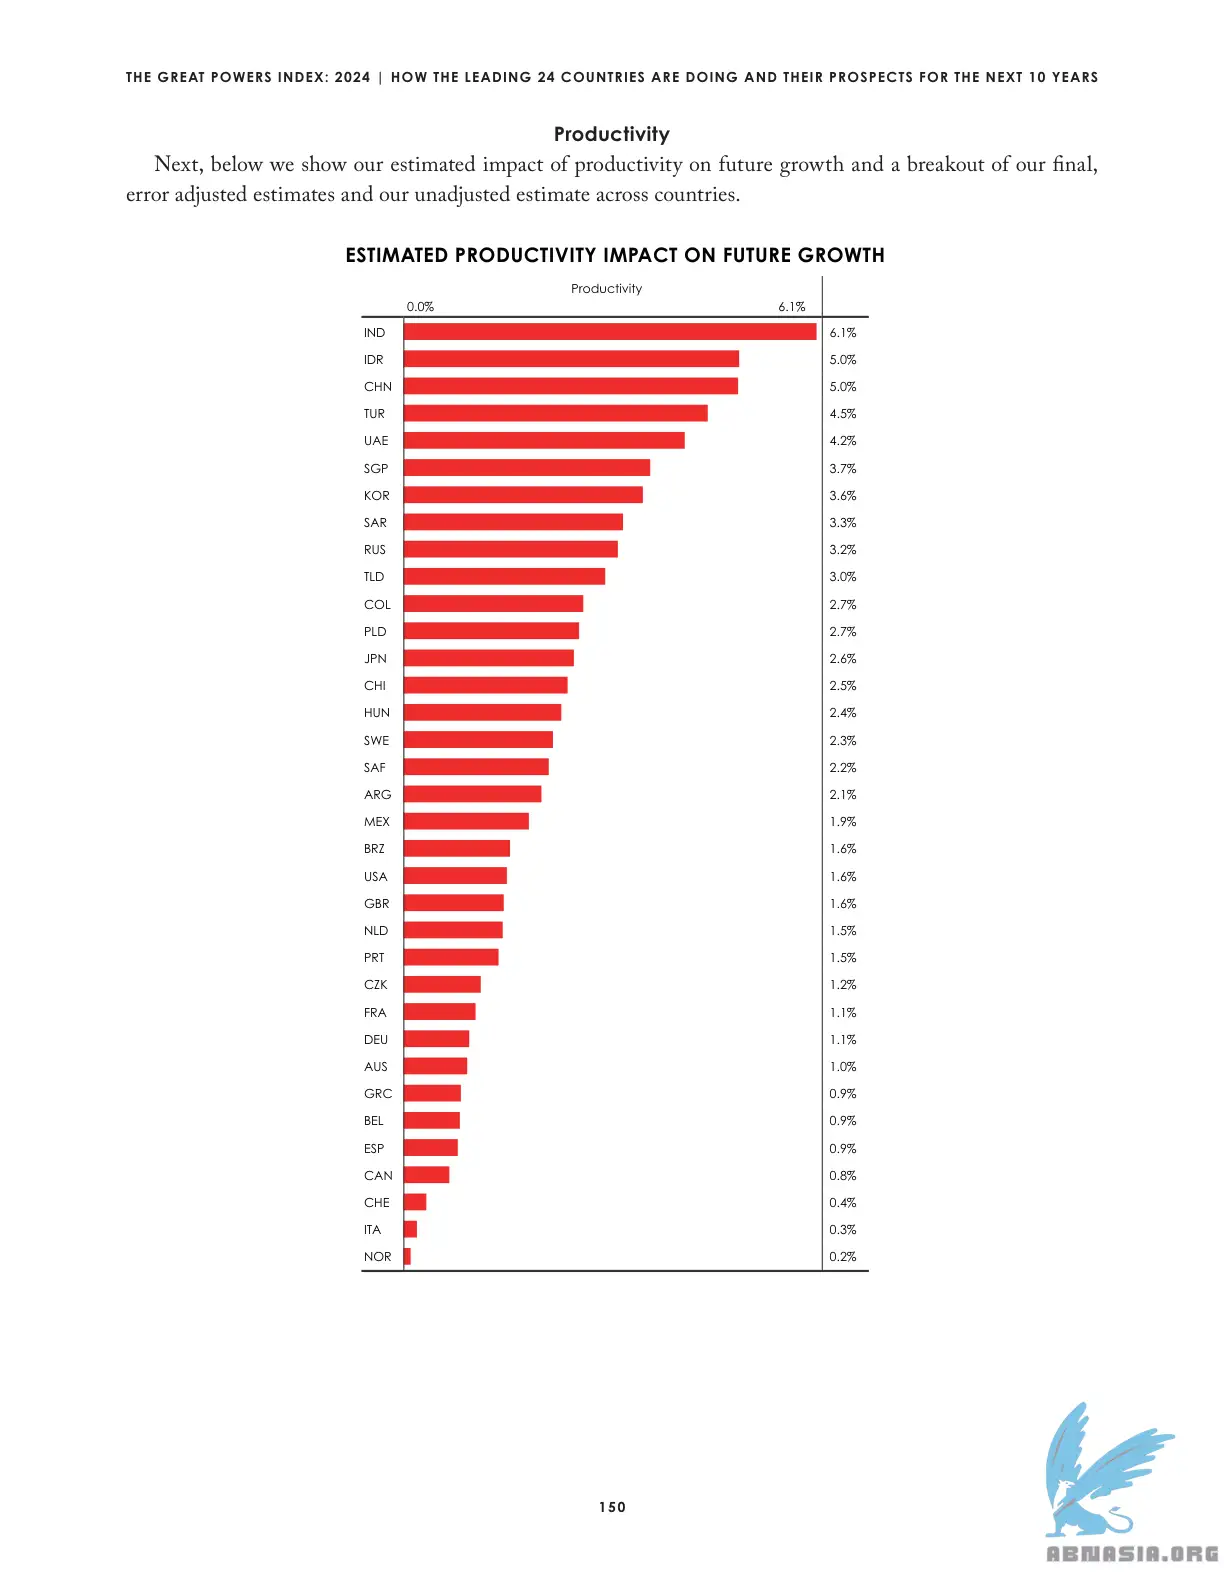 THE GREAT POWERS INDEX: 2024 | HOW THE LEADING 24 COUNTRIES ARE DOING AND THEIR PROSPECTS FOR THE NEXT 10 YEARS
Productivity
Next, below we show our estimated impact of productivity on future growth and a breakout of our final,
error adjusted estimates and our unadjusted estimate across countries.
ESTIMATED PRODUCTIVITY IMPACT ON FUTURE GROWTH
Productivity
0.0% 6.1%
IND 6.1%
IDR 5.0%
CHN 5.0%
TUR 4.5%
UAE 4.2%
SGP 3.7%
KOR 3.6%
SAR 3.3%
RUS 3.2%
TLD 3.0%
COL 2.7%
PLD 2.7%
JPN 2.6%
CHI 2.5%
HUN 2.4%
SWE 2.3%
SAF 2.2%
ARG 2.1%
MEX 1.9%
BRZ 1.6%
USA 1.6%
GBR 1.6%
NLD 1.5%
PRT 1.5%
CZK 1.2%
FRA 1.1%
DEU 1.1%
AUS 1.0%
GRC 0.9%
BEL 0.9%
ESP 0.9%
CAN 0.8%
CHE 0.4%
ITA 0.3%
NOR 0.2%
150
ABNASIA.ORG